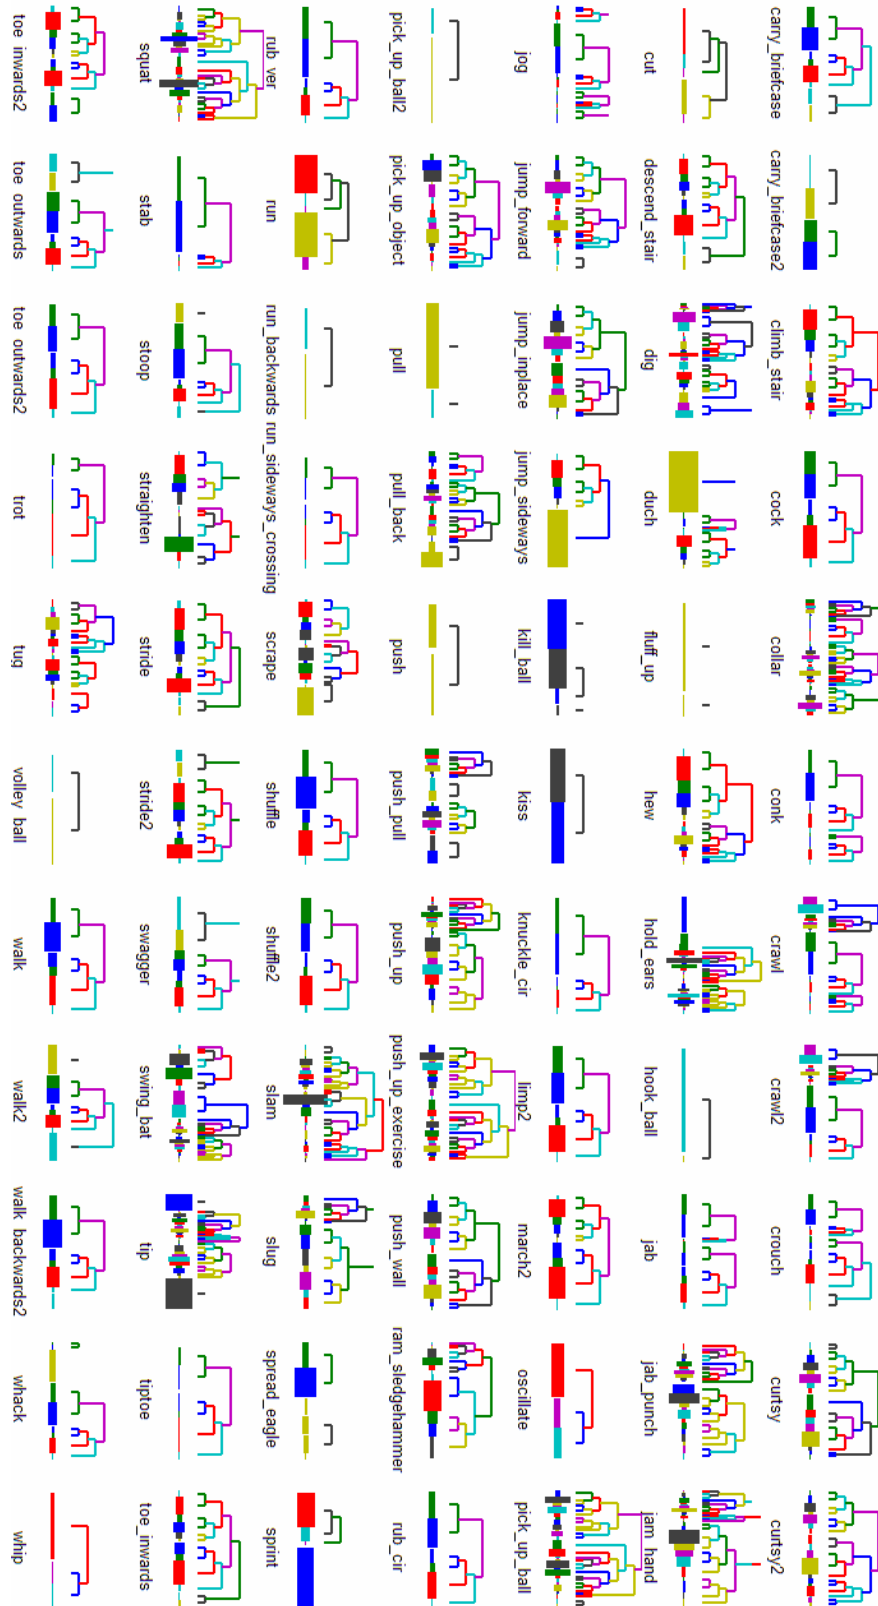 carry_briefcase carry_briefcase2 climb_stair cock collar conk crawl crawl2 crouch curtsy curtsy2
cut descend_stair dig duch fluff_up hew hold_ears hook_ball jab jab_punch jam_hand
jog jump_forward jump_inplace jump_sideways kill_ball kiss knuckle_cir limp2 march2 oscillate pick_up_ball
pick_up_ball2 pick_up_object pull pull_back push push_pull push_up push_up_exercise push_wall ram_sledgehammer rub_cir
rub_ver run run_backwards run_sideways_crossing scrape shuffle shuffle2 slam slug spread_eagle sprint
squat stab stoop straighten stride stride2 swagger swing_bat tip tiptoe toe_inwards
toe_inwards2 toe_outwards toe_outwards2 trot tug volley_ball walk walk2 walk_backwards2 whack whip